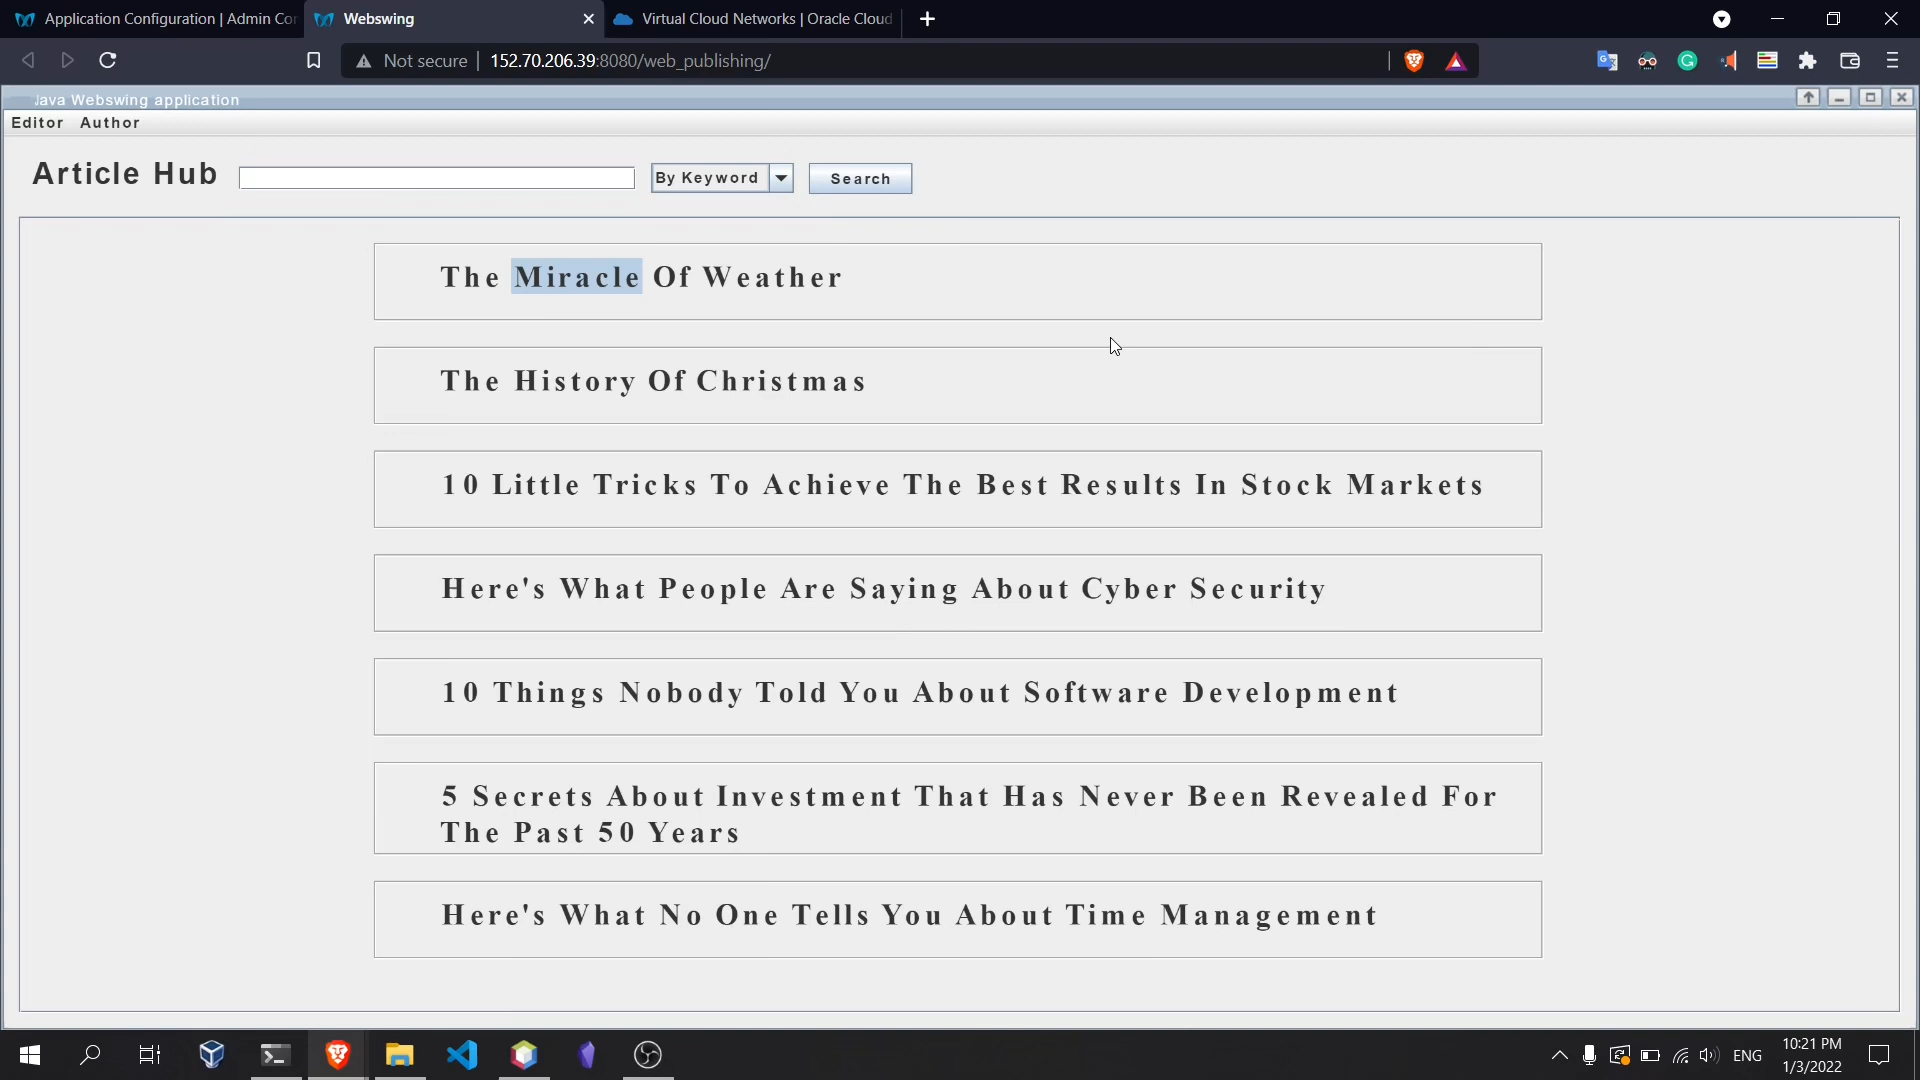 Application Configuration | Admin Con
Webswing
Virtual Cloud Networks | Oracle Cloud
Not secure
152.70.206.39:8080/web_publishing/
Java Webswing application
Editor Author
Article Hub
By Keyword
Search
The Miracle Of Weather
The History Of Christmas
10 Little Tricks To Achieve The Best Results In Stock Markets
Here's What People Are Saying About Cyber Security
10 Things Nobody Told You About Software Development
5 Secrets About Investment That Has Never Been Revealed For
The Past 50 Years
Here's What No One Tells You About Time Management
ENG
10:21 PM
1/3/2022